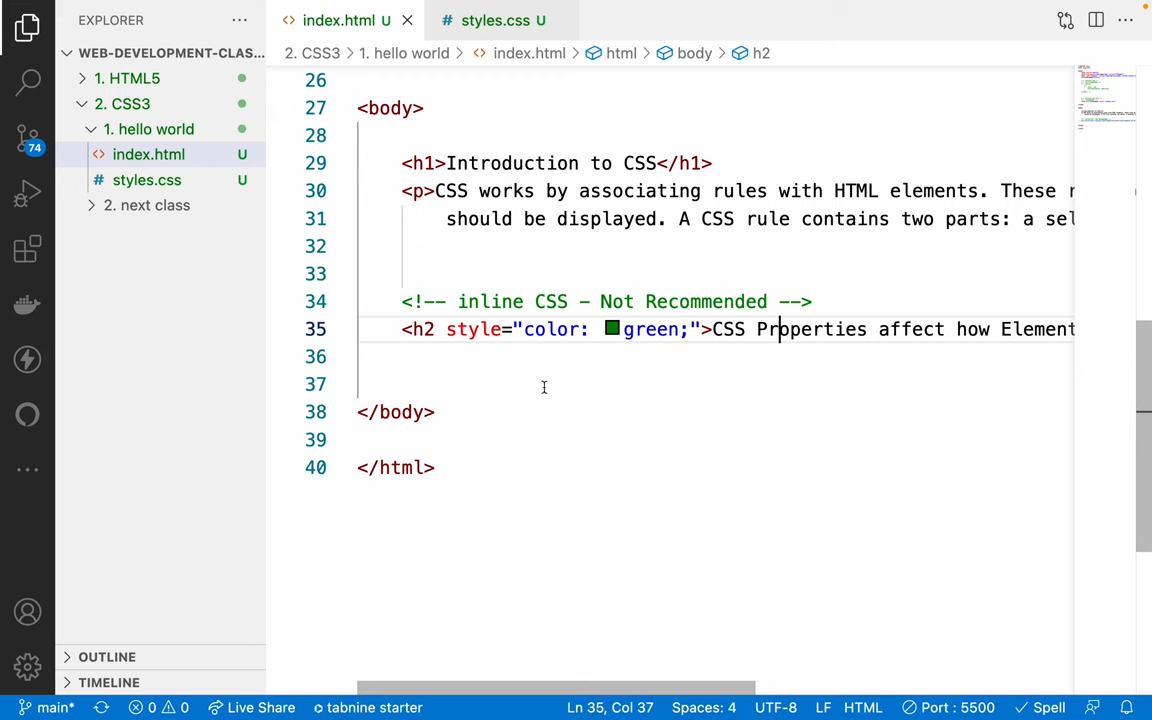 EXPLORER
index.html U
# styles.css U
WEB-DEVELOPMENT-CLAS...
2. CSS3 > 1. hello world > index.html > html > body > h2
1. HTML5
2. CSS3
1. hello world
index.html U
# styles.css U
2. next class
74
26
27 <body>
28
29 <h1>Introduction to CSS</h1>
30 <p>CSS works by associating rules with HTML elements. These
31 should be displayed. A CSS rule contains two parts: a
32
33
34 <!-- inline CSS - Not Recommended -->
35 <h2 style="color: green;">CSS Properties affect how Element
36
37
38 </body>
39
40 </html>
OUTLINE
TIMELINE
main* 0 0 Live Share tabnine starter Ln 35, Col 37 Spaces: 4 UTF-8 LF HTML Port : 5500 Spell